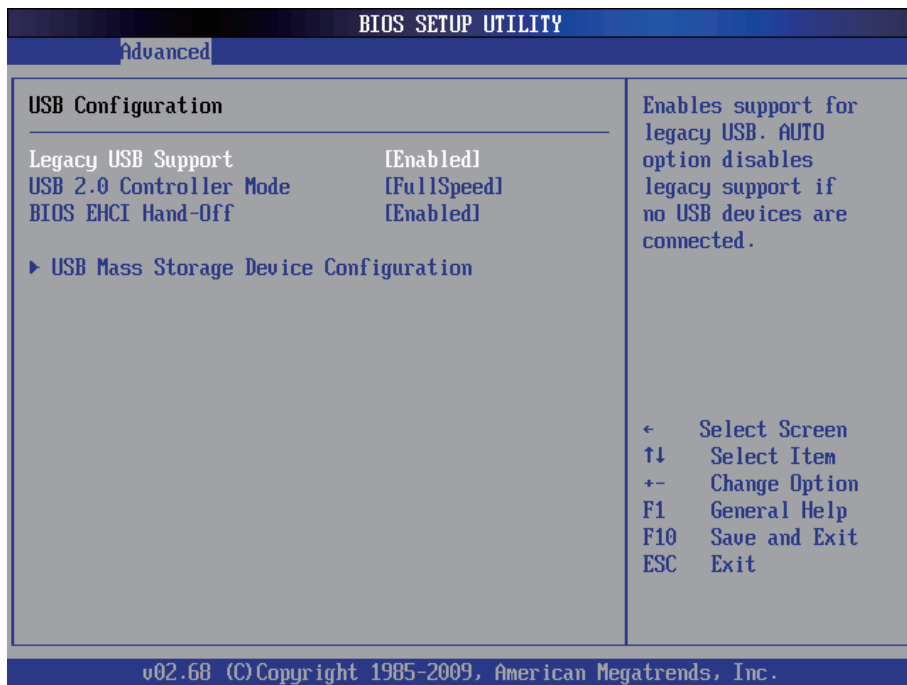 BIOS SETUP UTILITY
Advanced
USB Configuration
Legacy USB Support [Enabled]
USB 2.0 Controller Mode [FullSpeed]
BIOS EHCI Hand-Off [Enabled]
▶ USB Mass Storage Device Configuration
Enables support for
legacy USB. AUTO
option disables
legacy support if
no USB devices are
connected.
← Select Screen
↑↓ Select Item
+- Change Option
F1 General Help
F10 Save and Exit
ESC Exit
v02.68 (C)Copyright 1985-2009, American Megatrends, Inc.